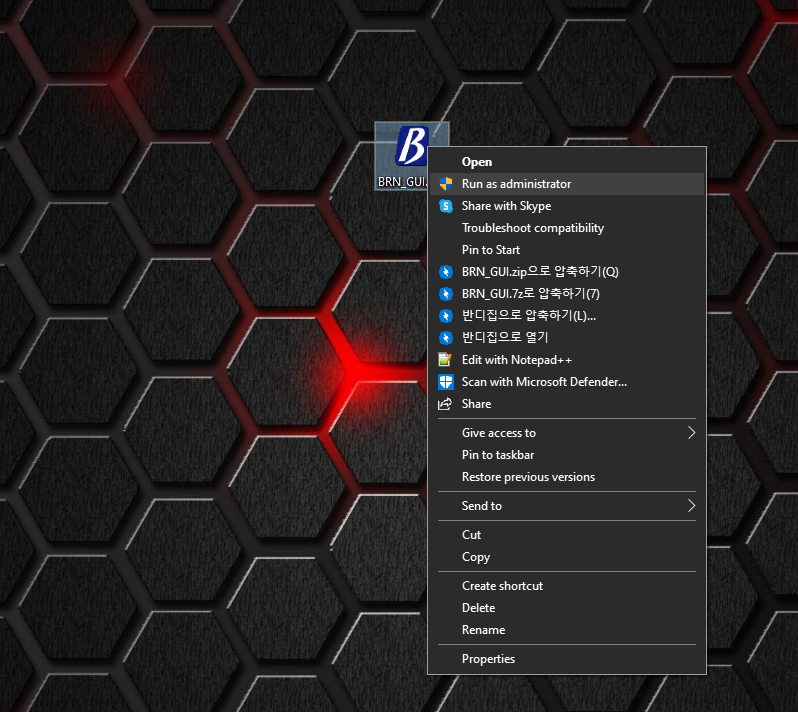 B
BRN_GUI.
Open
Run as administrator
Share with Skype
Troubleshoot compatibility
Pin to Start
BRN_GUI.zip으로 압축하기(Q)
BRN_GUI.7z로 압축하기(7)
반디집으로 압축하기(L)...
반디집으로 열기
Edit with Notepad++
Scan with Microsoft Defender...
Share
Give access to
Pin to taskbar
Restore previous versions
Send to
Cut
Copy
Create shortcut
Delete
Rename
Properties